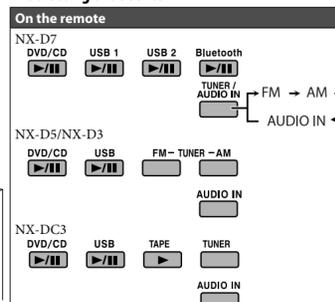 On the remote
NX-D7
DVD/CD USB 1 USB 2 Bluetooth
TUNER /
AUDIO IN
FM → AM
AUDIO IN
NX-D5/NX-D3
DVD/CD USB FM – TUNER – AM
AUDIO IN
NX-DC3
DVD/CD USB TAPE TUNER
AUDIO IN